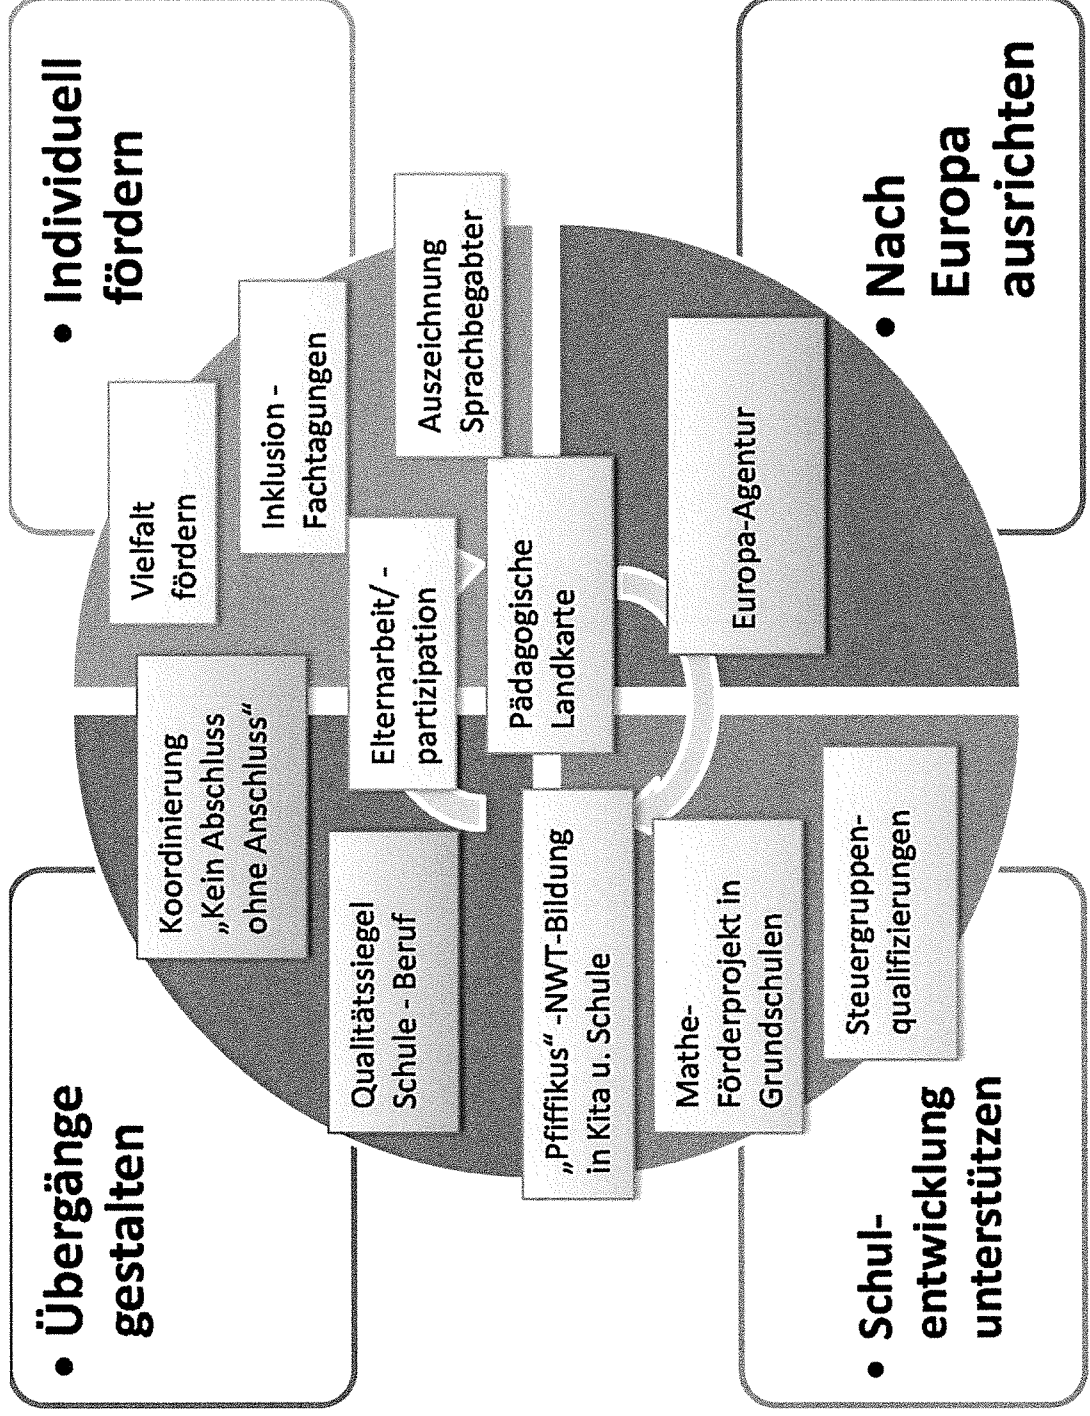 • Übergänge
gestalten
• Individuell
fördern
Koordinierung
„Kein Abschluss
ohne Anschluss“
Vielfalt
fördern
Qualitätssiegel
Schule - Beruf
Elternarbeit/-
partizipation
Inklusion -
Fachtagungen
Auszeichnung
Sprachbegabter
Pädagogische
Landkarte
„Pfiffikus“ -NWT-Bildung
in Kita u. Schule
Mathe-
Förderprojekt in
Grundschulen
Europa-Agentur
Steuergruppen-
qualifizierungen
• Schul-
entwicklung
unterstützen
• Nach
Europa
ausrichten